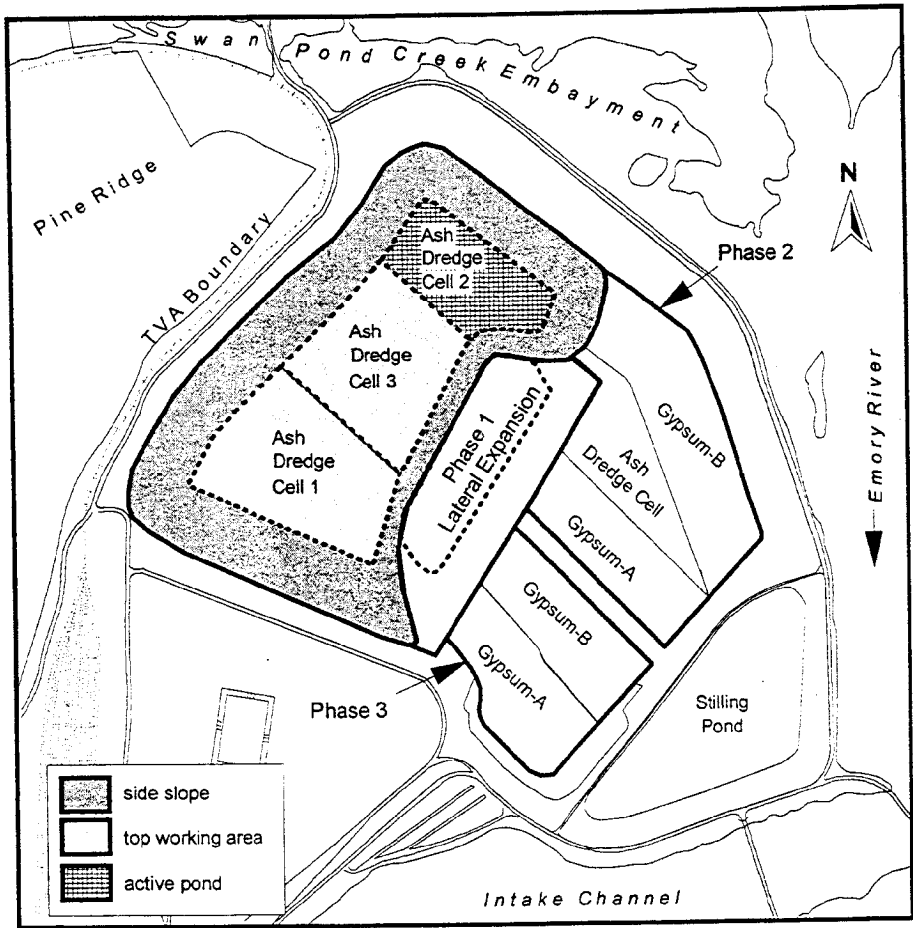 Swan Pond Creek Embayment
Pine Ridge
TVA Boundary
N
Phase 2
Ash
Dredge
Cell 2
Ash
Dredge
Cell 3
Ash
Dredge
Cell 1
Phase 1
Lateral Expansion
Gypsum-B
Ash
Dredge Cell
Gypsum-A
Emory River
Gypsum-B
Gypsum-A
Phase 3
Stilling
Pond
side slope
top working area
active pond
Intake Channel